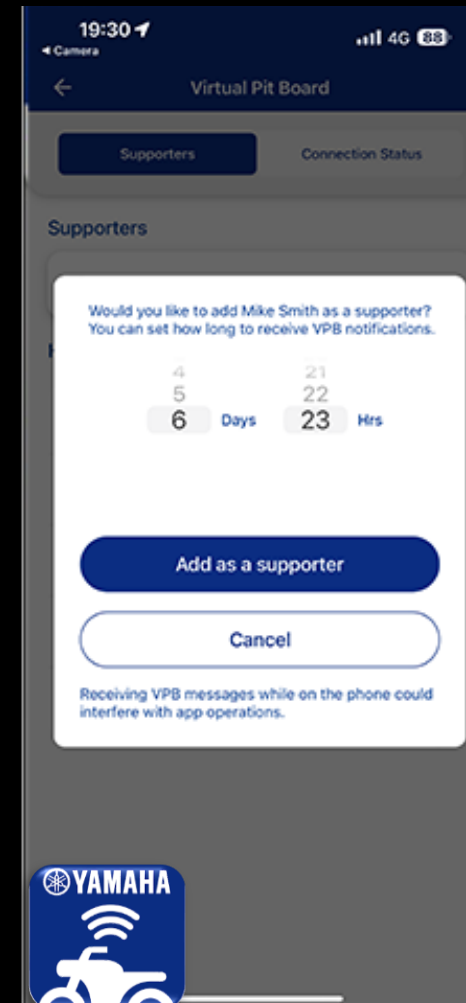 19:30
4G 88
Camera
Virtual Pit Board
Supporters Connection Status
Supporters
Would you like to add Mike Smith as a supporter?
You can set how long to receive VPB notifications.
4 21
5 22
6 Days 23 Hrs
Add as a supporter
Cancel
Receiving VPB messages while on the phone could
interfere with app operations.
YAMAHA